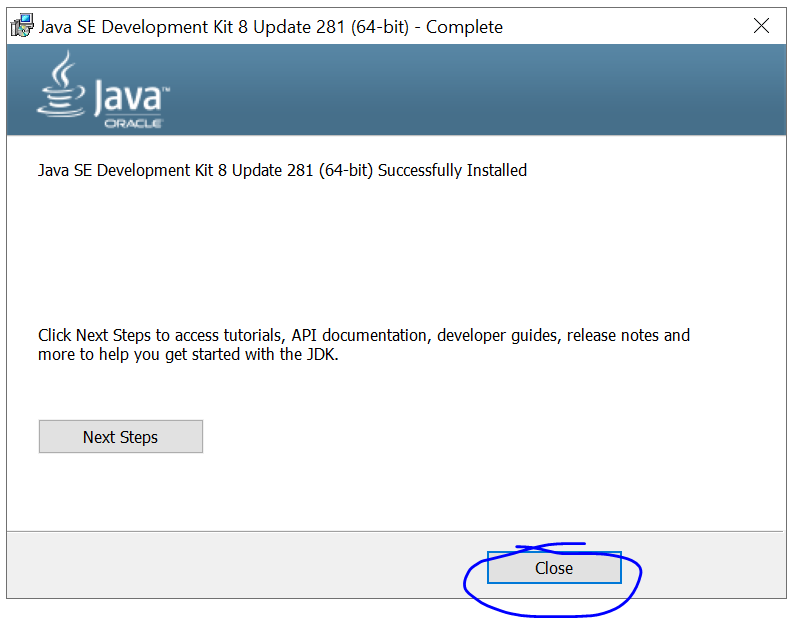 Java SE Development Kit 8 Update 281 (64-bit) - Complete
Java™
ORACLE
Java SE Development Kit 8 Update 281 (64-bit) Successfully Installed
Click Next Steps to access tutorials, API documentation, developer guides, release notes and
more to help you get started with the JDK.
Next Steps
Close